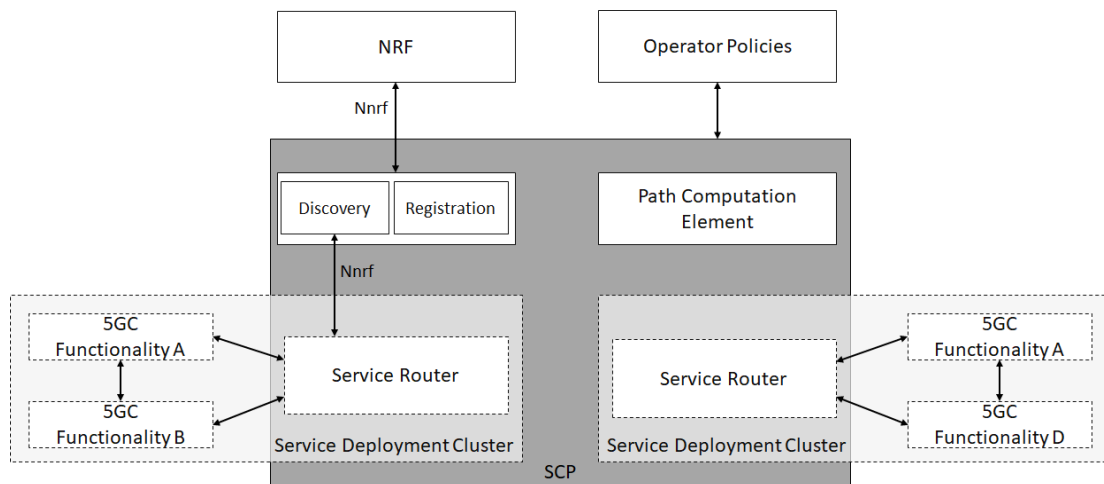 NRF
Operator Policies
Nnrf
Discovery
Registration
Path Computation
Element
Nnrf
5GC
Functionality A
5GC
Functionality B
Service Router
Service Deployment Cluster
Service Router
5GC
Functionality A
5GC
Functionality D
Service Deployment Cluster
SCP